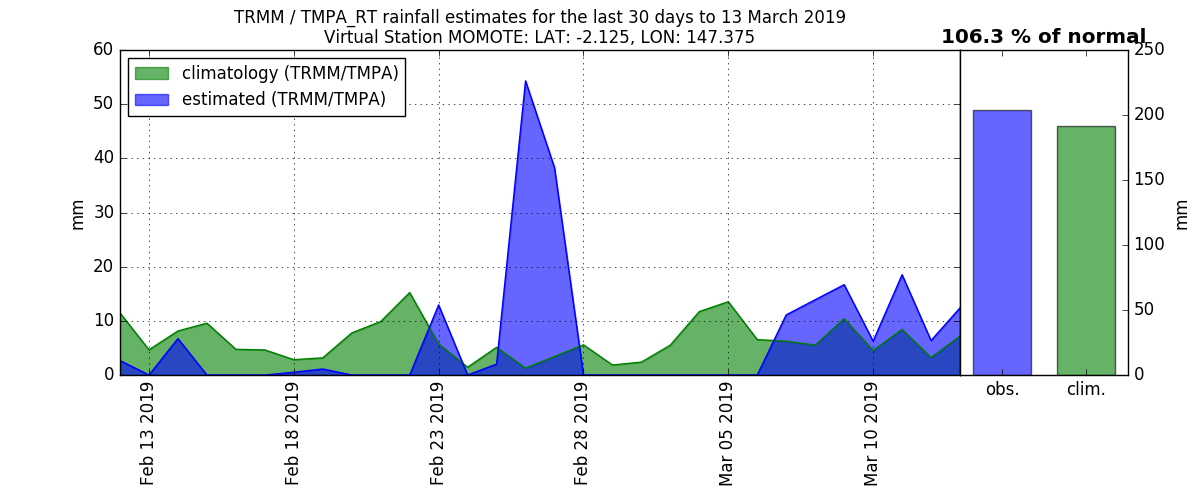 TRMM / TMPA_RT rainfall estimates for the last 30 days to 13 March 2019
Virtual Station MOMOTE: LAT: -2.125, LON: 147.375
106.3 % of normal
climatology (TRMM/TMPA)
estimated (TRMM/TMPA)
60
50
40
30
20
10
0
mm
250
200
150
100
50
0
mm
Feb 13 2019
Feb 18 2019
Feb 23 2019
Feb 28 2019
Mar 05 2019
Mar 10 2019
obs.
clim.